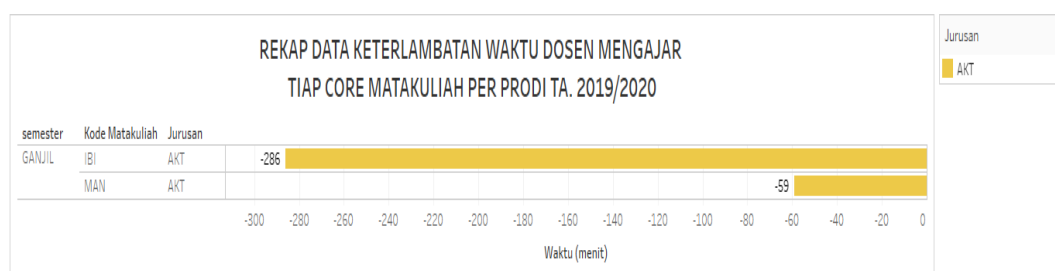 REKAP DATA KETERLAMBATAN WAKTU DOSEN MENGAJAR
TIAP CORE MATAKULIAH PER PRODI TA. 2019/2020
Jurusan
AKT
semester Kode Matakuliah Jurusan
GANJIL IBI AKT -286
MAN AKT -59
-300 -280 -260 -240 -220 -200 -180 -160 -140 -120 -100 -80 -60 -40 -20 0
Waktu (menit)